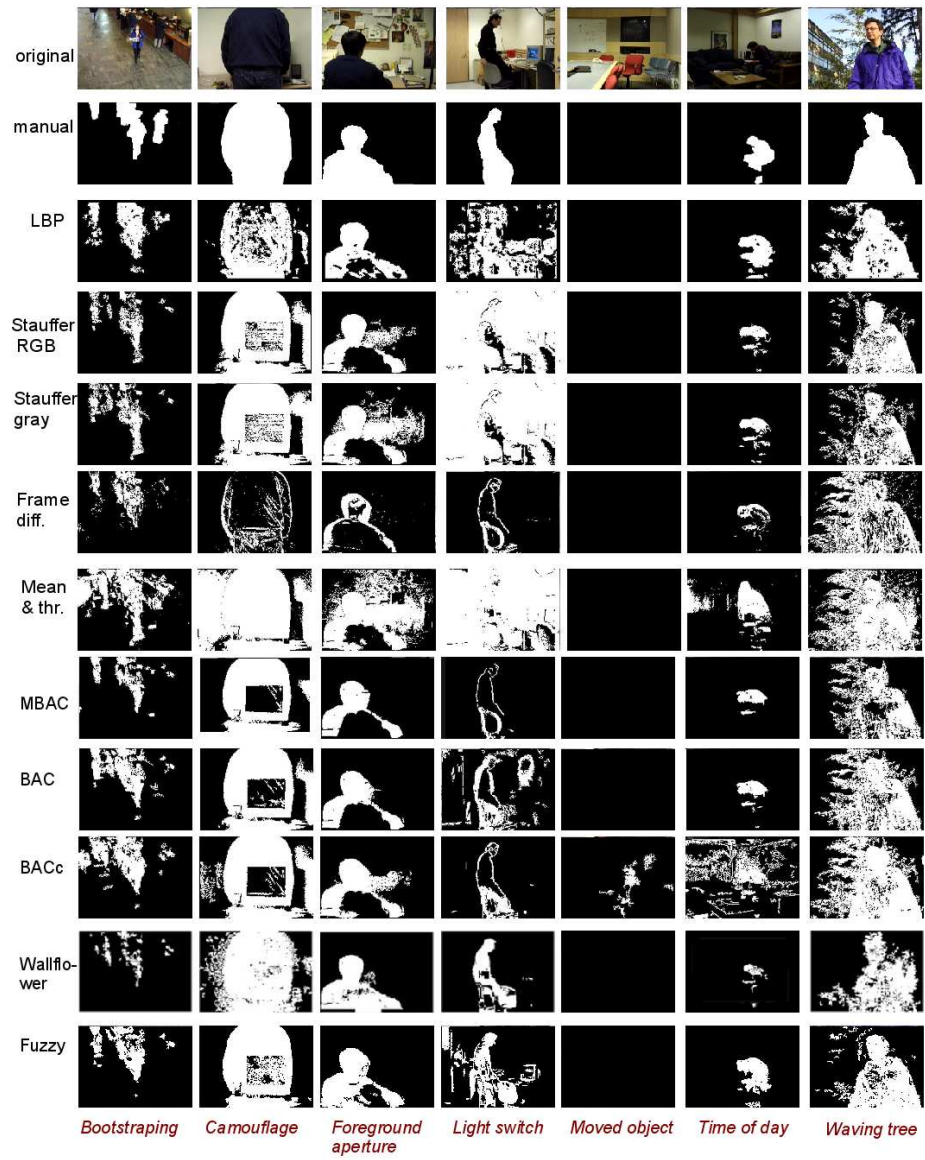 original
manual
LBP
Stauffer
RGB
Stauffer
gray
Frame
diff.
Mean
& thr.
MBAC
BAC
BACc
Wallflo-
wer
Fuzzy
Bootstraping
Camouflage
Foreground
aperture
Light switch
Moved object
Time of day
Waving tree